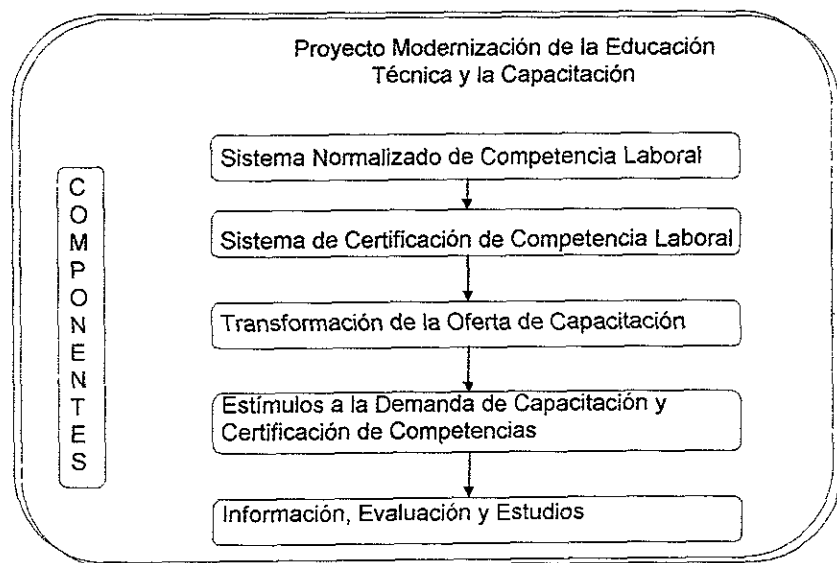 Proyecto Modernización de la Educación
Técnica y la Capacitación
COMPONENTES
Sistema Normalizado de Competencia Laboral
Sistema de Certificación de Competencia Laboral
Transformación de la Oferta de Capacitación
Estímulos a la Demanda de Capacitación y
Certificación de Competencias
Información, Evaluación y Estudios